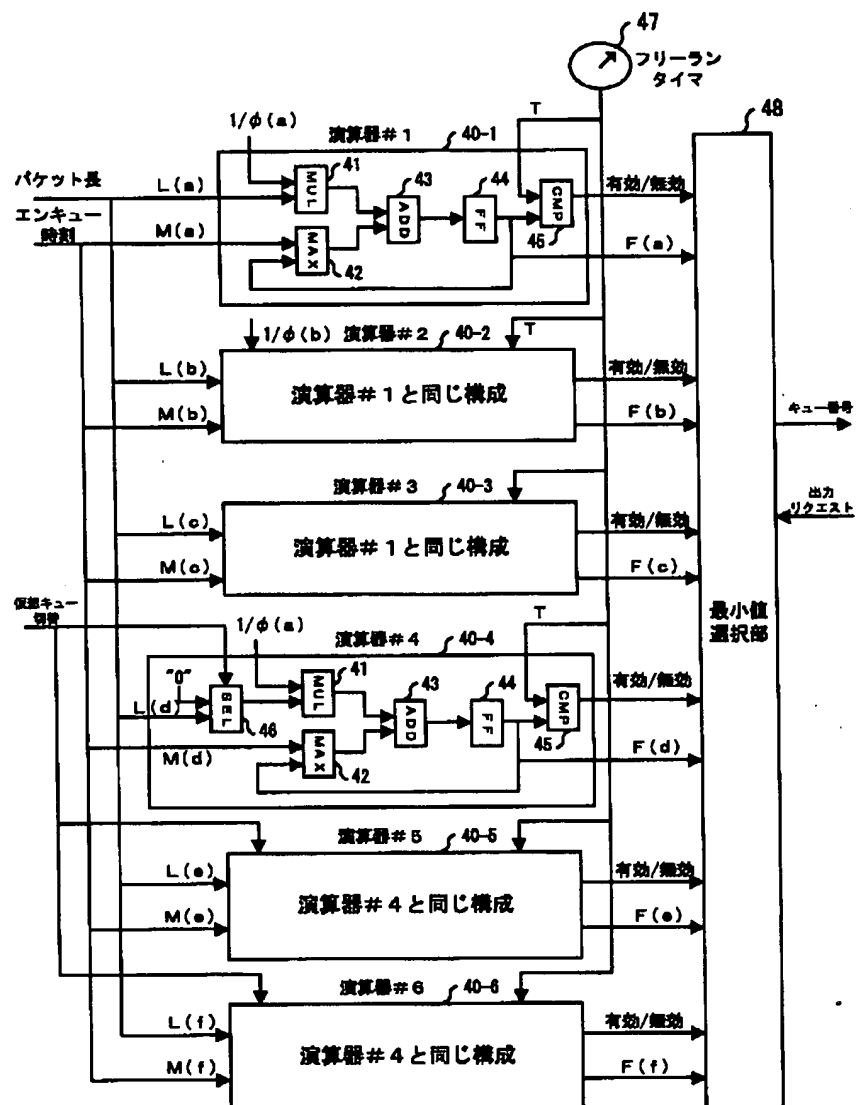 47
フリーラン
タイマ
48
T
1/φ(a)
演算器#1
40-1
41
MUL
43
ADD
44
FF
CMP
45
有効/無効
パケット長
L(a)
エンキュー
時刻
M(a)
MAX
42
F(a)
1/φ(b)
演算器#2
40-2
T
L(b)
M(b)
演算器#1と同じ構成
有効/無効
F(b)
キュー番号
出力
リクエスト
演算器#3
40-3
L(c)
M(c)
演算器#1と同じ構成
有効/無効
F(c)
最小値
選択部
仮想キュー
切替
T
1/φ(a)
演算器#4
40-4
"0"
L(d)
SEL
46
41
MUL
43
ADD
44
FF
CMP
45
有効/無効
M(d)
MAX
42
F(d)
演算器#5
40-5
L(e)
M(e)
演算器#4と同じ構成
有効/無効
F(e)
演算器#6
40-6
L(f)
M(f)
演算器#4と同じ構成
有効/無効
F(f)